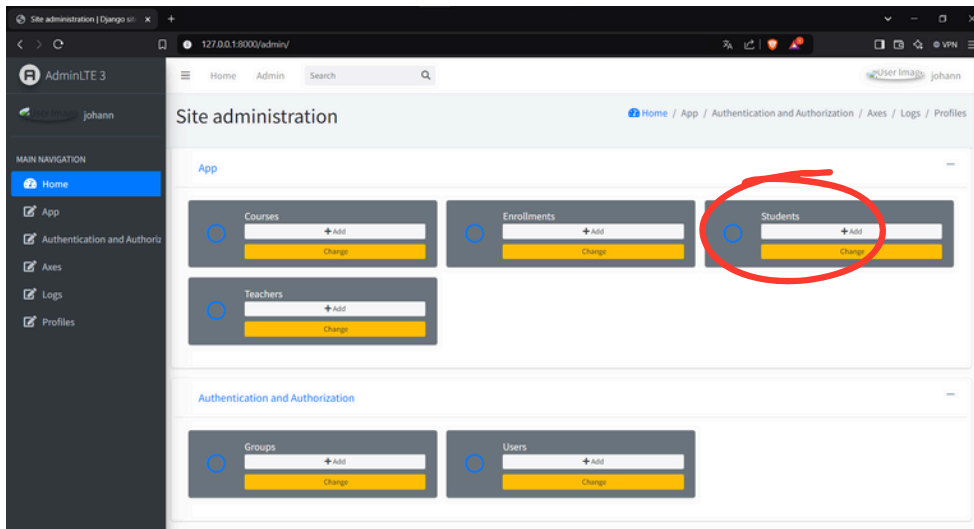 Site administration | Django sit
127.0.0.1:8000/admin/
VPN
AdminLTE 3
Home Admin Search
User Image johann
johann
Site administration
Home / App / Authentication and Authorization / Axes / Logs / Profiles
MAIN NAVIGATION
Home
App
Authentication and Authoriz
Axes
Logs
Profiles
App
Courses
+ Add
Change
Enrollments
+ Add
Change
Students
+ Add
Change
Teachers
+ Add
Change
Authentication and Authorization
Groups
+ Add
Change
Users
+ Add
Change